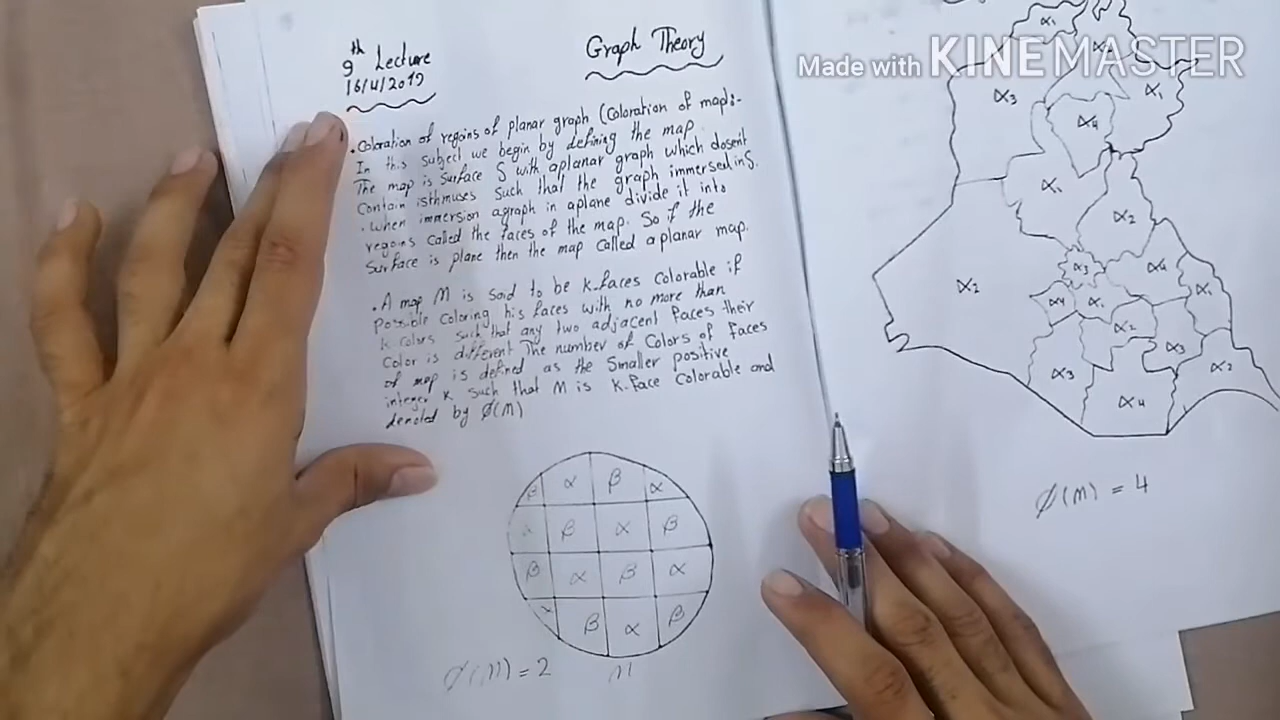 9th Lecture
16/4/2019
Graph Theory
. Coloration of regoins of planar graph (Coloration of map):-
In this subject we begin by defining the map
The map is surface S with aplanar graph which dosent
Contain isthmuses such that the graph immersed in S.
. when immersion agraph in aplane divide it into
regoins called the faces of the map. So if the
Surface is plane then the map called a planar map.
. A map M is said to be k.faces colorable if
possible coloring his faces with no more than
k.colors such that any two adjacent faces their
Color is different The number of Colors of faces
of map is defined as the Smaller positive
integer k such that M is k.face Colorable and
denoted by Ø(M)
β α β α
α β α β
β α β α
α β α β
Ø(M) = 2
M
Made with KINEMASTER
α1
α3
α1
α4
α1
α2
α3
α4
α2
α1
α4
α1
α2
α3
α3
α2
α4
Ø(M) = 4